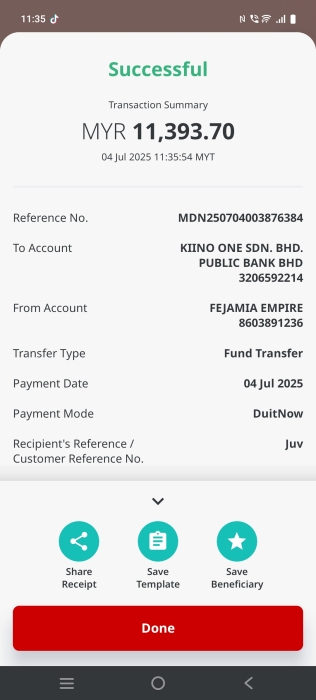 11:35
Successful
Transaction Summary
MYR 11,393.70
04 Jul 2025 11:35:54 MYT
Reference No. MDN250704003876384
To Account KIINO ONE SDN. BHD.
PUBLIC BANK BHD
3206592214
From Account FEJAMIA EMPIRE
8603891236
Transfer Type Fund Transfer
Payment Date 04 Jul 2025
Payment Mode DuitNow
Recipient's Reference / Juv
Customer Reference No.
Share Save Save
Receipt Template Beneficiary
Done